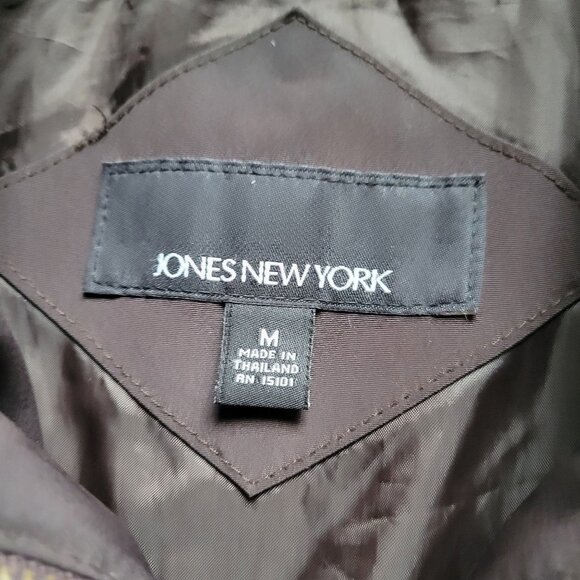 JONES NEW YORK
M
MADE IN
THAILAND
RN 15101